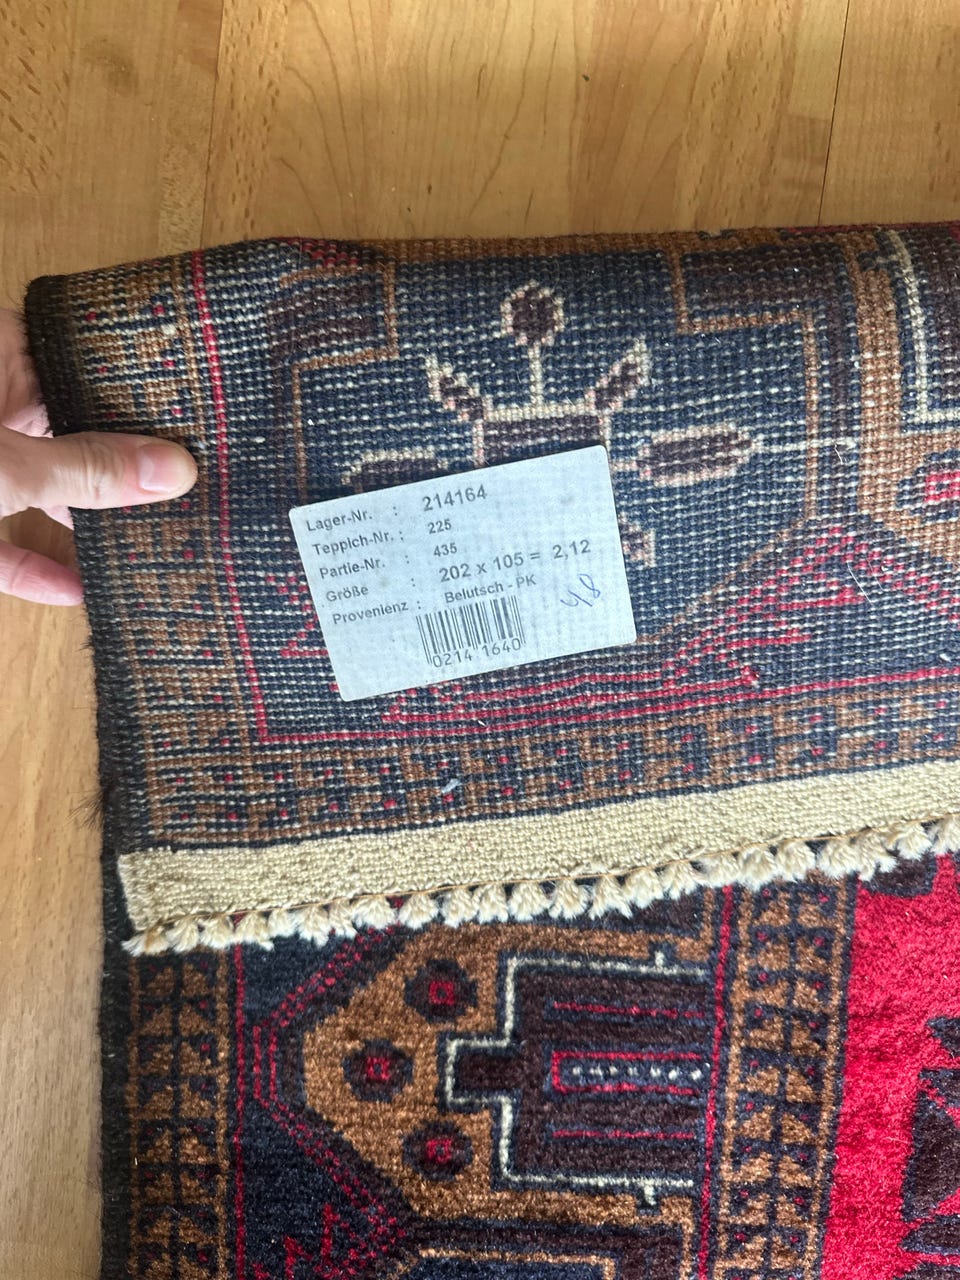 Lager-Nr. : 214164
Teppich-Nr. : 225
Partie-Nr. : 435
Größe : 202 x 105 = 2,12
Provenienz : Belutsch - PK
0214 1640